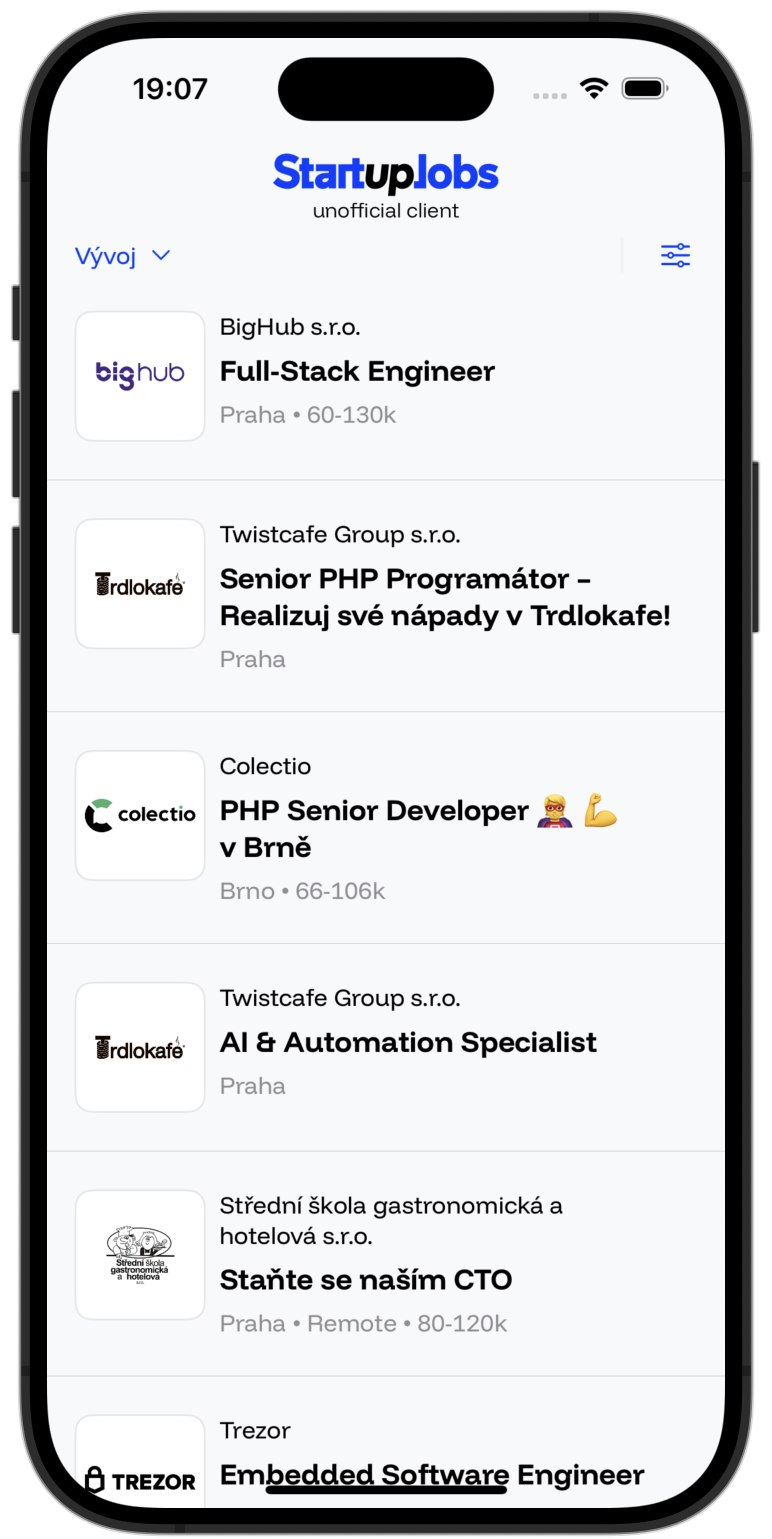 19:07
StartupJobs
unofficial client
Vývoj
bighub
BigHub s.r.o.
Full-Stack Engineer
Praha • 60-130k
Trdlokafe
Twistcafe Group s.r.o.
Senior PHP Programátor –
Realizuj své nápady v Trdlokafe!
Praha
colectio
Colectio
PHP Senior Developer 🦸 💪
v Brně
Brno • 66-106k
Trdlokafe
Twistcafe Group s.r.o.
AI & Automation Specialist
Praha
Střední škola
gastronomická
a hotelová
Střední škola gastronomická a
hotelová s.r.o.
Staňte se naším CTO
Praha • Remote • 80-120k
TREZOR
Trezor
Embedded Software Engineer